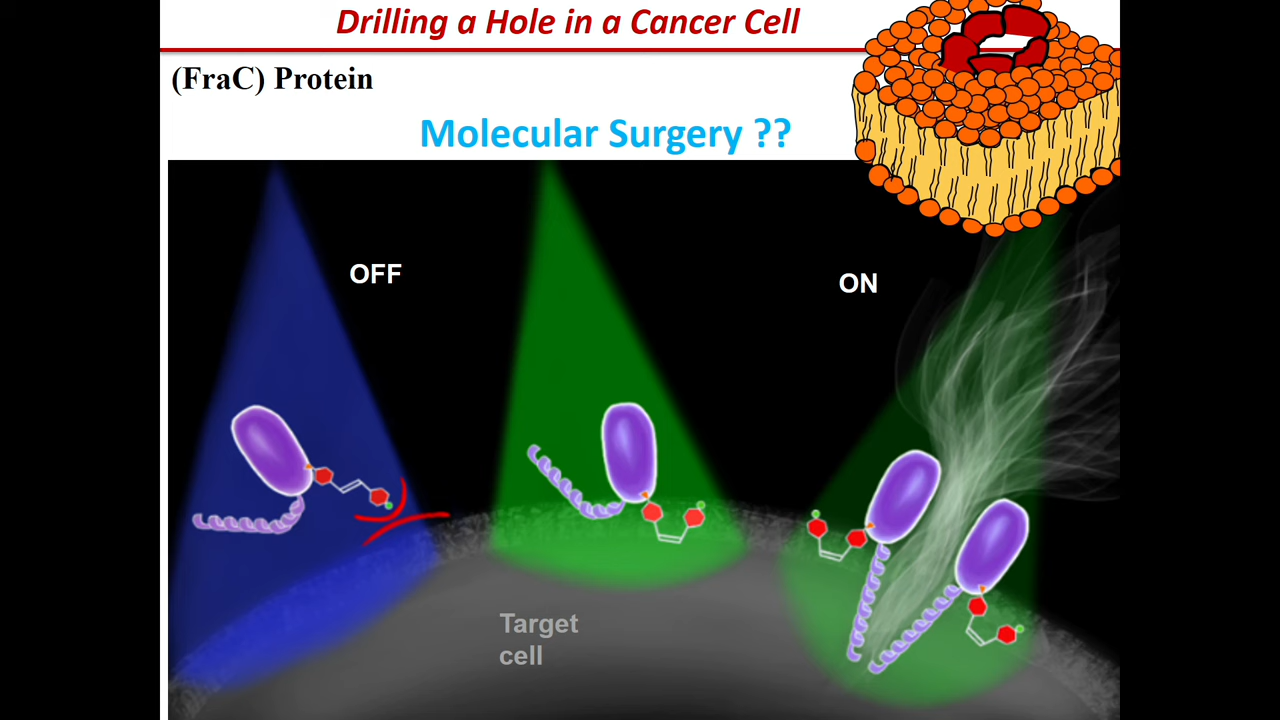 Drilling a Hole in a Cancer Cell
(FraC) Protein
Molecular Surgery ??
OFF
ON
Target
cell